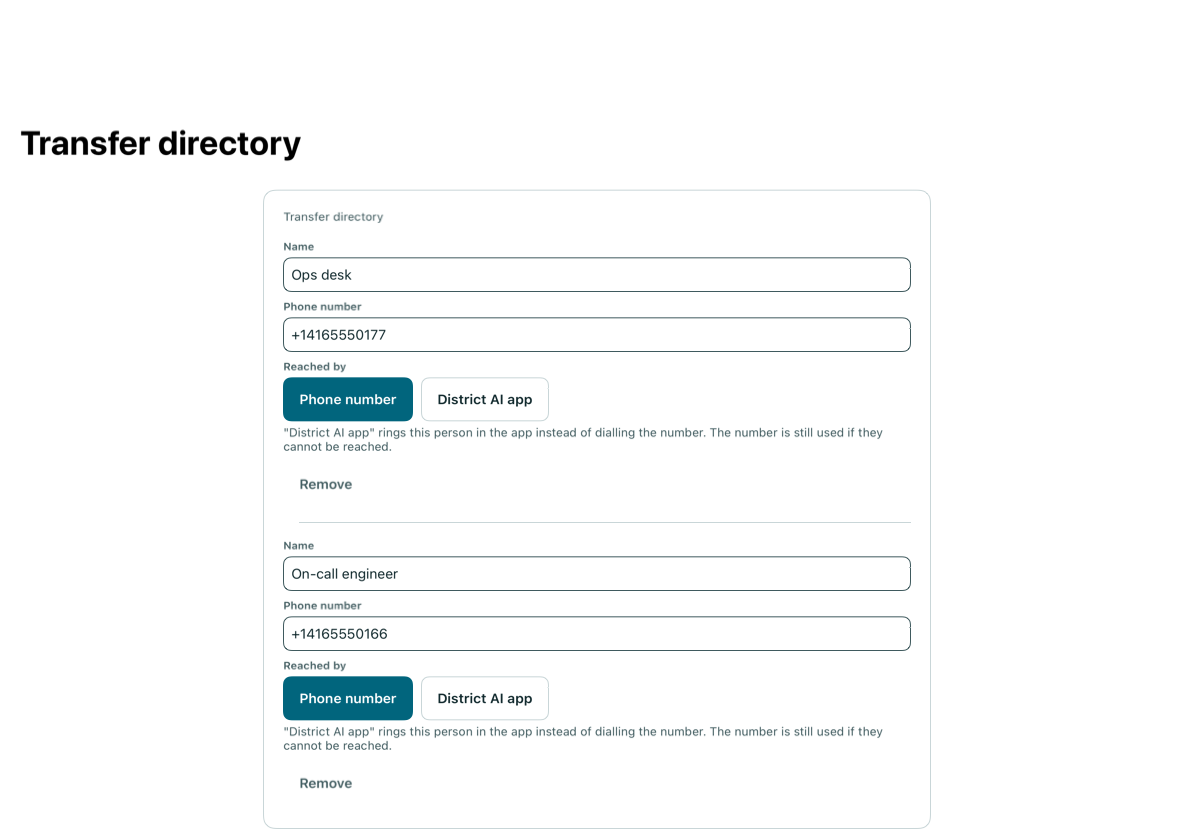 Transfer directory
Transfer directory
Name
Ops desk
Phone number
+14165550177
Reached by
Phone number
District AI app
"District AI app" rings this person in the app instead of dialling the number. The number is still used if they
cannot be reached.
Remove
Name
On-call engineer
Phone number
+14165550166
Reached by
Phone number
District AI app
"District AI app" rings this person in the app instead of dialling the number. The number is still used if they
cannot be reached.
Remove